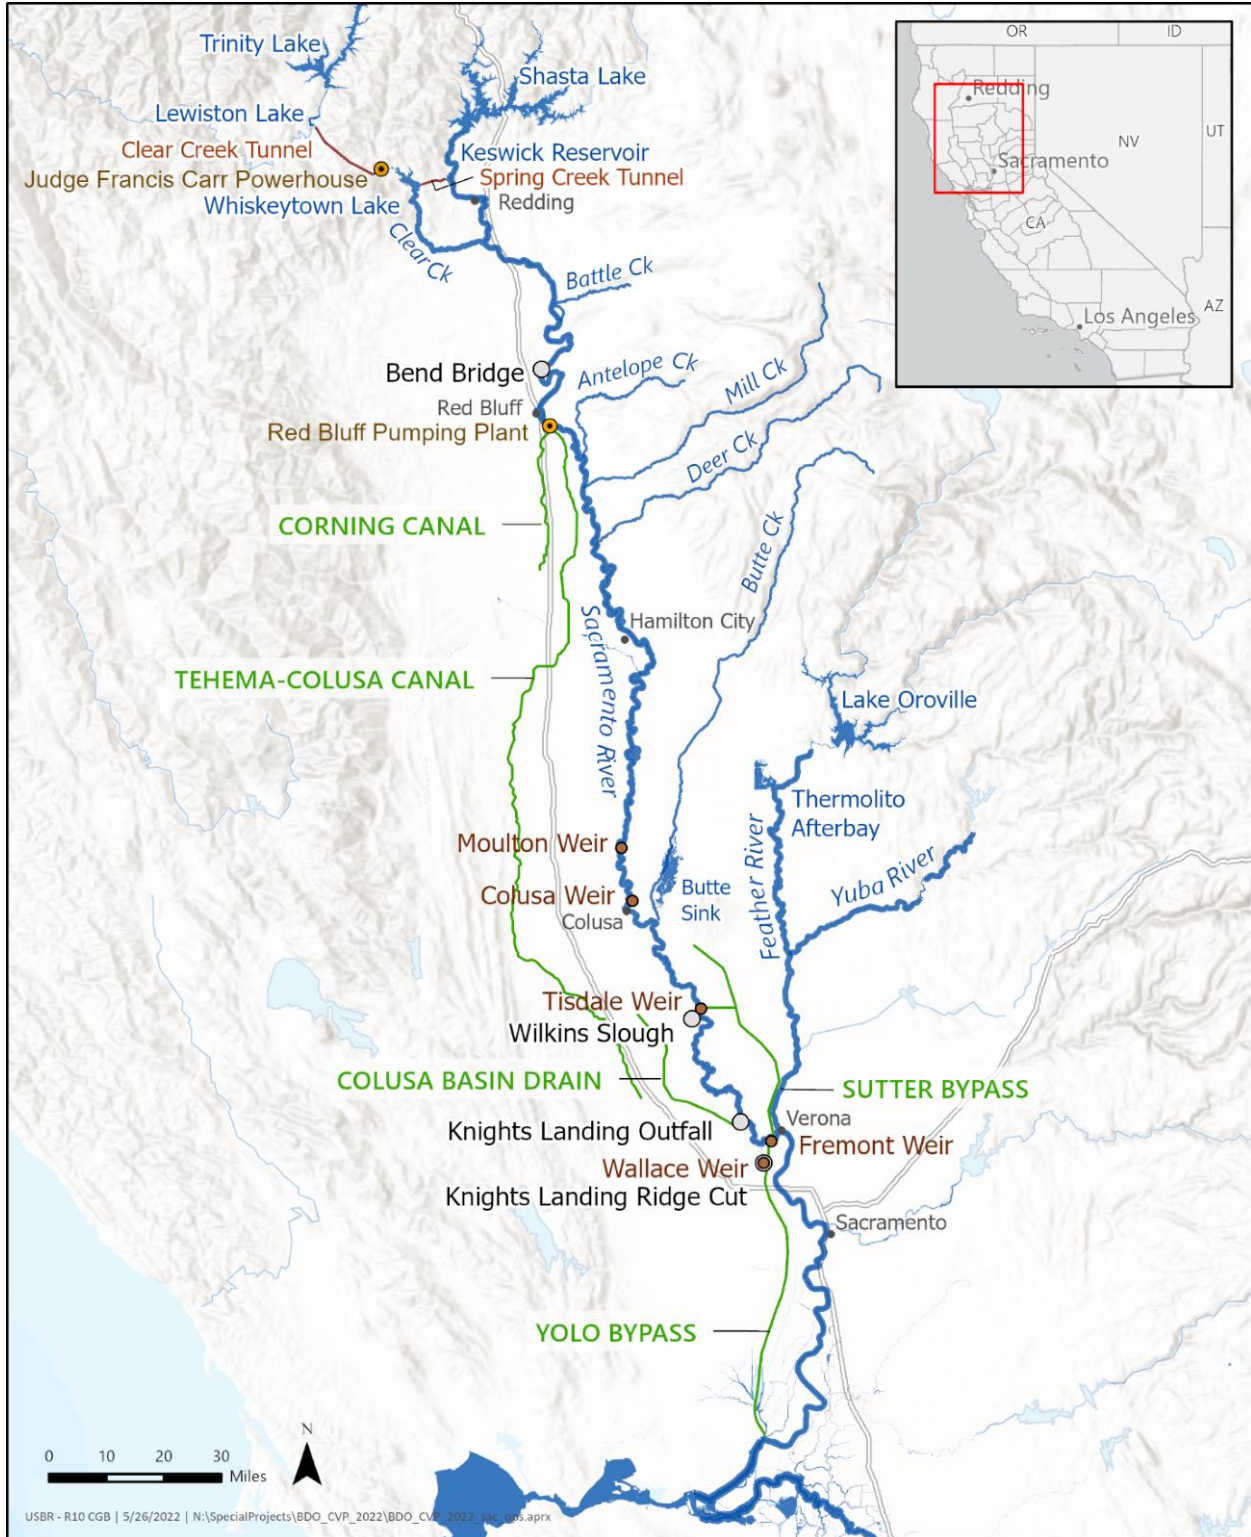 OR
ID
Trinity Lake
Shasta Lake
Redding
Lewiston Lake
Clear Creek Tunnel
Keswick Reservoir
NV
UT
Judge Francis Carr Powerhouse
Spring Creek Tunnel
Sacramento
Whiskeytown Lake
Redding
CA
Clear Ck
Battle Ck
AZ
Los Angeles
Bend Bridge
Antelope Ck
Mill Ck
Red Bluff
Red Bluff Pumping Plant
Deer Ck
CORNING CANAL
Butte Ck
Sacramento River
Hamilton City
TEHEMA-COLUSA CANAL
Lake Oroville
Thermolito
Afterbay
Feather River
Moulton Weir
Yuba River
Colusa Weir
Butte
Sink
Colusa
Tisdale Weir
Wilkins Slough
COLUSA BASIN DRAIN
SUTTER BYPASS
Verona
Knights Landing Outfall
Fremont Weir
Wallace Weir
Knights Landing Ridge Cut
Sacramento
YOLO BYPASS
N
0 10 20 30
Miles
USBR - R10 CGB | 5/26/2022 | N:\SpecialProjects\BDO_CVP_2022\BDO_CVP_2022_sac_ops.aprx